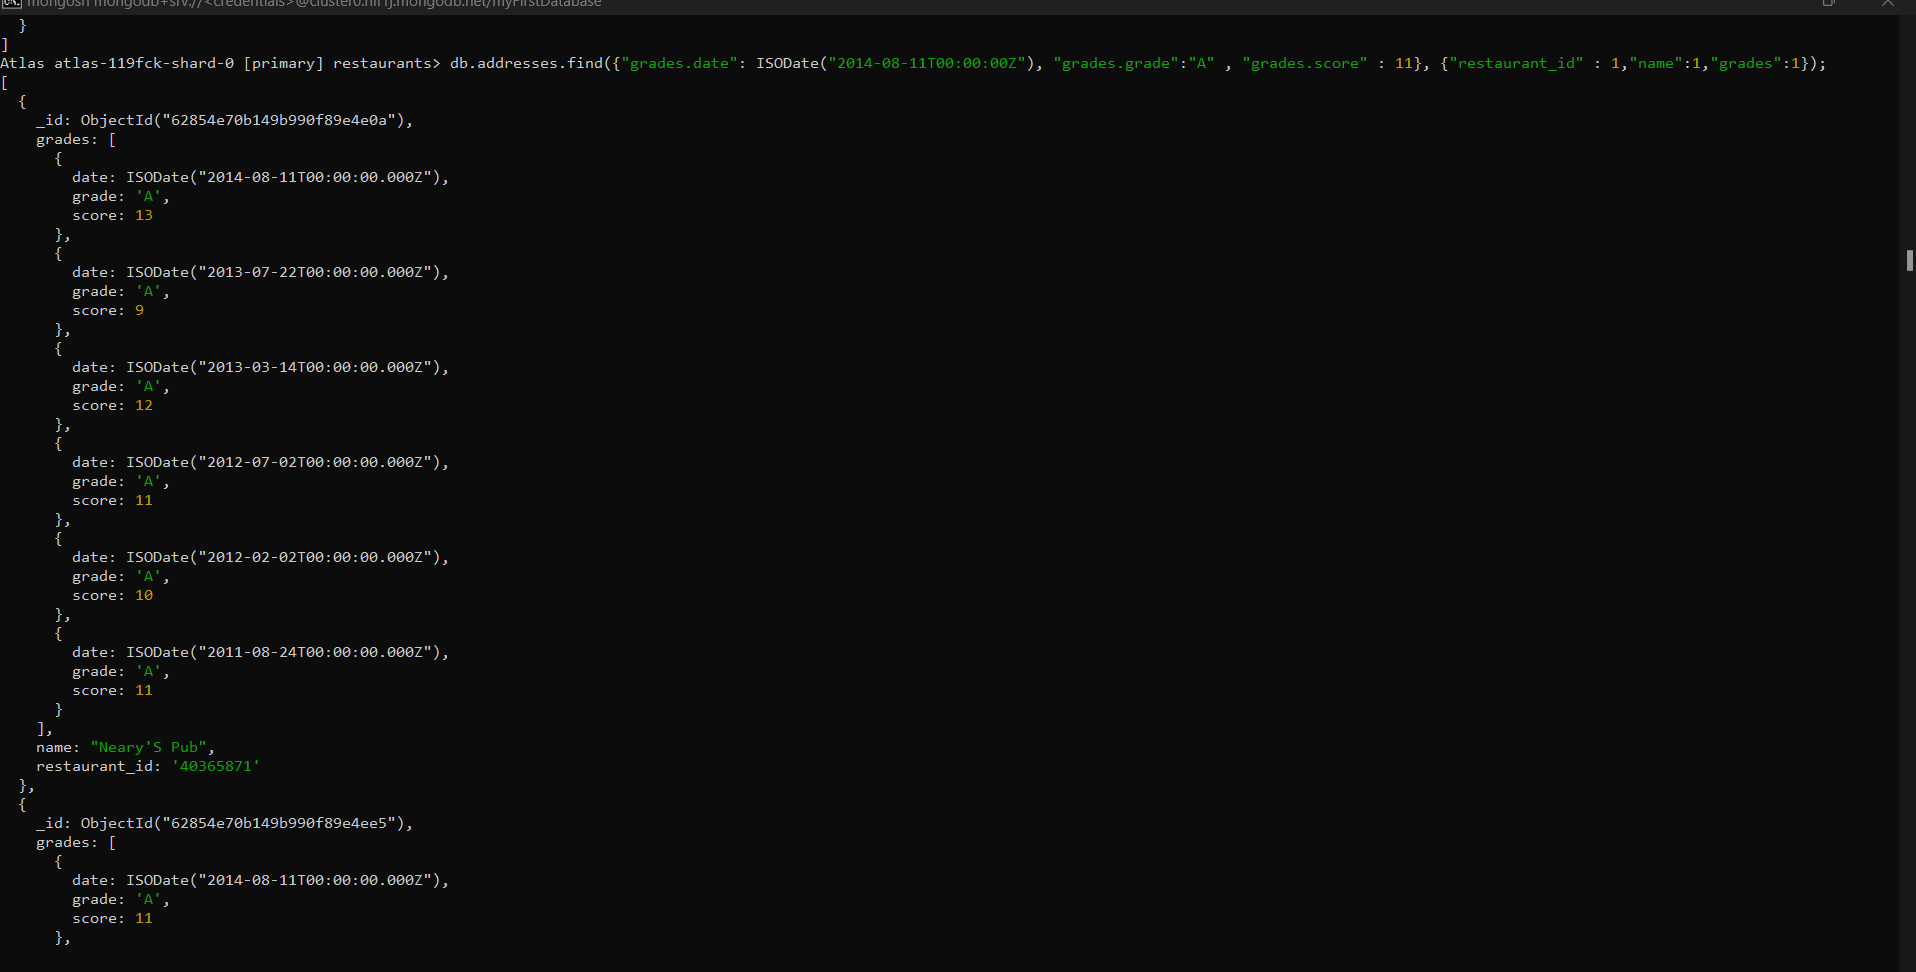 mongosh mongodb+srv://<credentials>@cluster0.
  }
]
Atlas atlas-119fck-shard-0 [primary] restaurants> db.addresses.find({"grades.date": ISODate("2014-08-11T00:00:00Z"), "grades.grade":"A" , "grades.score" : 11}, {"restaurant_id" : 1,"name":1,"grades":1});
[
  {
    _id: ObjectId("62854e70b149b990f89e4e0a"),
    grades: [
      {
        date: ISODate("2014-08-11T00:00:00.000Z"),
        grade: 'A',
        score: 13
      },
      {
        date: ISODate("2013-07-22T00:00:00.000Z"),
        grade: 'A',
        score: 9
      },
      {
        date: ISODate("2013-03-14T00:00:00.000Z"),
        grade: 'A',
        score: 12
      },
      {
        date: ISODate("2012-07-02T00:00:00.000Z"),
        grade: 'A',
        score: 11
      },
      {
        date: ISODate("2012-02-02T00:00:00.000Z"),
        grade: 'A',
        score: 10
      },
      {
        date: ISODate("2011-08-24T00:00:00.000Z"),
        grade: 'A',
        score: 11
      }
    ],
    name: "Neary'S Pub",
    restaurant_id: '40365871'
  },
  {
    _id: ObjectId("62854e70b149b990f89e4ee5"),
    grades: [
      {
        date: ISODate("2014-08-11T00:00:00.000Z"),
        grade: 'A',
        score: 11
      },